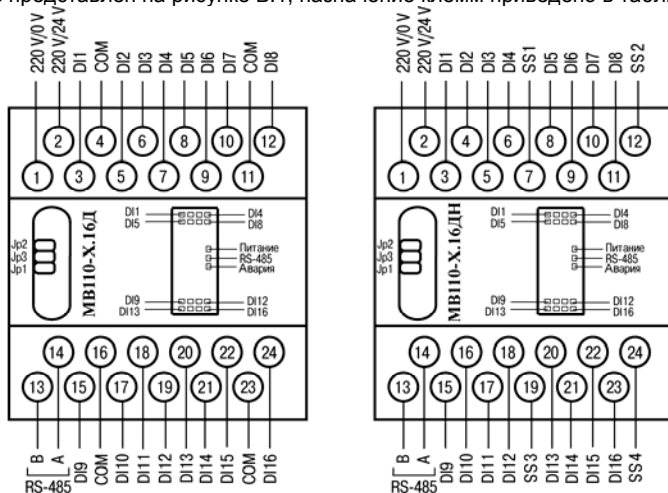 представлен на рисунке В.1, назначение клемм приведено в
220 V/0 V
220 V/24 V
DI1
COM
DI2
DI3
DI4
DI5
DI6
DI7
COM
DI8
2 4 6 8 10 12
1 3 5 7 9 11
Jp2
Jp3
Jp1
МВ110-Х.16Д
DI1 DI4
DI5 DI8
Питание
RS-485
Авария
DI9 DI12
DI13 DI16
14 16 18 20 22 24
13 15 17 19 21 23
B
A
RS-485
DI9
COM
DI10
DI11
DI12
DI13
DI14
DI15
COM
DI16
220 V/0 V
220 V/24 V
DI1
DI2
DI3
DI4
SS1
DI5
DI6
DI7
DI8
SS2
2 4 6 8 10 12
1 3 5 7 9 11
Jp2
Jp3
Jp1
МВ110-Х.16ДН
DI1 DI4
DI5 DI8
Питание
RS-485
Авария
DI9 DI12
DI13 DI16
14 16 18 20 22 24
13 15 17 19 21 23
B
A
RS-485
DI9
DI10
DI11
DI12
SS3
DI13
DI14
DI15
DI16
SS4